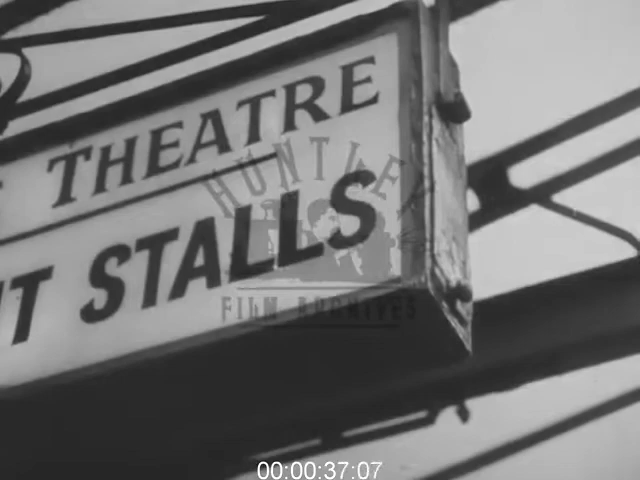 THEATRE
STALLS
HUNTLEY
FILM ARCHIVES
00:00:37:07